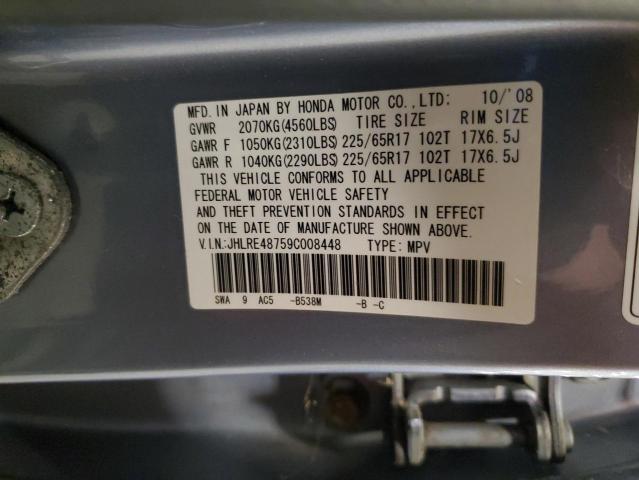 MFD. IN JAPAN BY HONDA MOTOR CO., LTD: 10/'08
GVWR 2070KG(4560LBS) TIRE SIZE RIM SIZE
GAWR F 1050KG(2310LBS) 225/65R17 102T 17X6.5J
GAWR R 1040KG(2290LBS) 225/65R17 102T 17X6.5J
THIS VEHICLE CONFORMS TO ALL APPLICABLE
FEDERAL MOTOR VEHICLE SAFETY
AND THEFT PREVENTION STANDARDS IN EFFECT
ON THE DATE OF MANUFACTURE SHOWN ABOVE.
V.I.N:JHLRE48759C008448 TYPE: MPV
SWA 9 AC5 -B538M -B -C